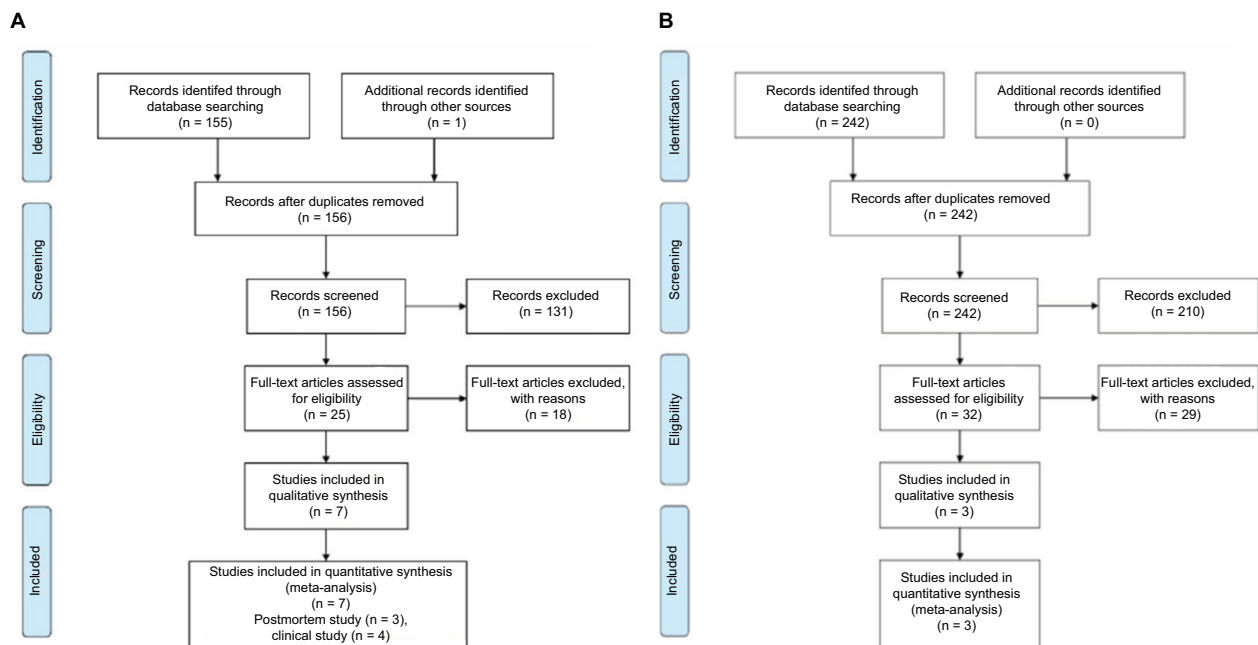 A
Identification
Screening
Eligibility
Included
Records identifed through
database searching
(n = 155)
Additional records identified
through other sources
(n = 1)
Records after duplicates removed
(n = 156)
Records screened
(n = 156)
Records excluded
(n = 131)
Full-text articles assessed
for eligibility
(n = 25)
Full-text articles excluded,
with reasons
(n = 18)
Studies included in
qualitative synthesis
(n = 7)
Studies included in quantitative synthesis
(meta-analysis)
(n = 7)
Postmortem study (n = 3),
clinical study (n = 4)
B
Identification
Screening
Eligibility
Included
Records identifed through
database searching
(n = 242)
Additional records identified
through other sources
(n = 0)
Records after duplicates removed
(n = 242)
Records screened
(n = 242)
Records excluded
(n = 210)
Full-text articles
assessed for eligibility
(n = 32)
Full-text articles excluded,
with reasons
(n = 29)
Studies included in
qualitative synthesis
(n = 3)
Studies included in
quantitative synthesis
(meta-analysis)
(n = 3)